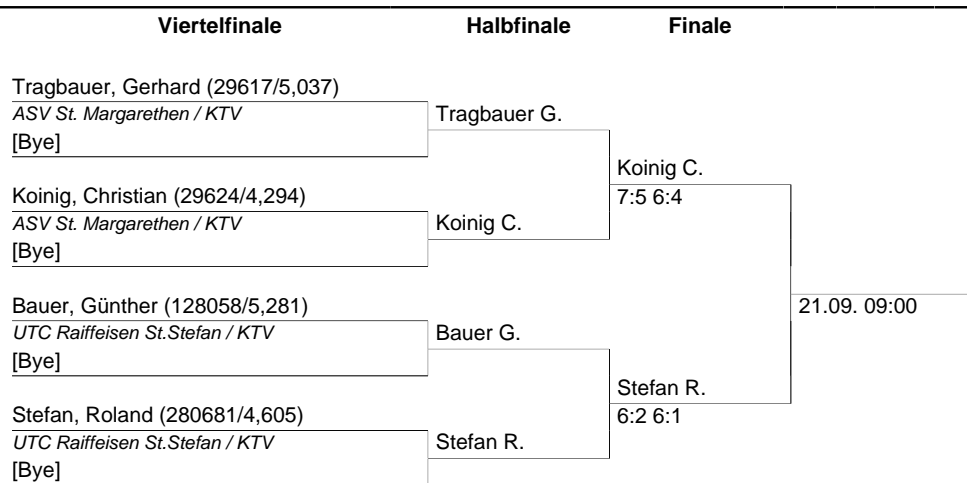 Viertelfinale Halbfinale Finale
Tragbauer, Gerhard (29617/5,037)
ASV St. Margarethen / KTV
Tragbauer G.
[Bye]
Koinig C.
Koinig, Christian (29624/4,294)
7:5 6:4
ASV St. Margarethen / KTV
Koinig C.
[Bye]
Bauer, Günther (128058/5,281)
21.09. 09:00
UTC Raiffeisen St.Stefan / KTV
Bauer G.
[Bye]
Stefan R.
Stefan, Roland (280681/4,605)
6:2 6:1
UTC Raiffeisen St.Stefan / KTV
Stefan R.
[Bye]